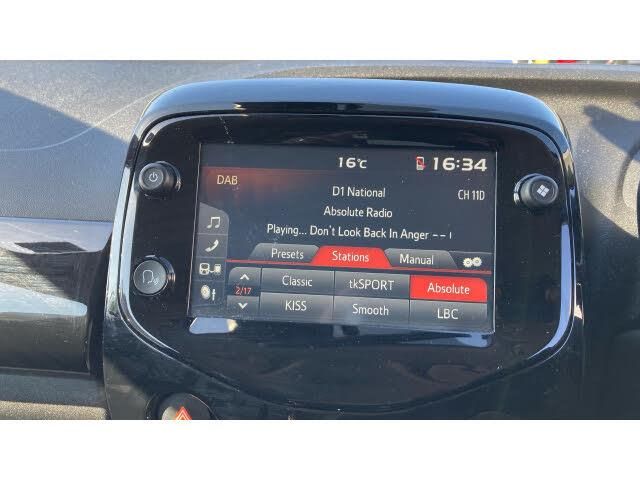 16°C 16:34
DAB
D1 National CH 11D
Absolute Radio
Playing... Don't Look Back In Anger -- I
Presets Stations Manual
Classic tkSPORT Absolute
2/17
KISS Smooth LBC